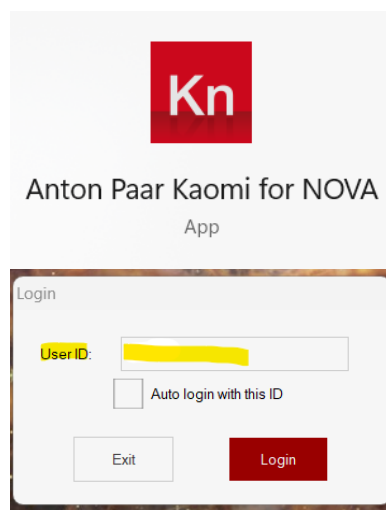 Kn
Anton Paar Kaomi for NOVA
App
Login
User ID:
Auto login with this ID
Exit
Login